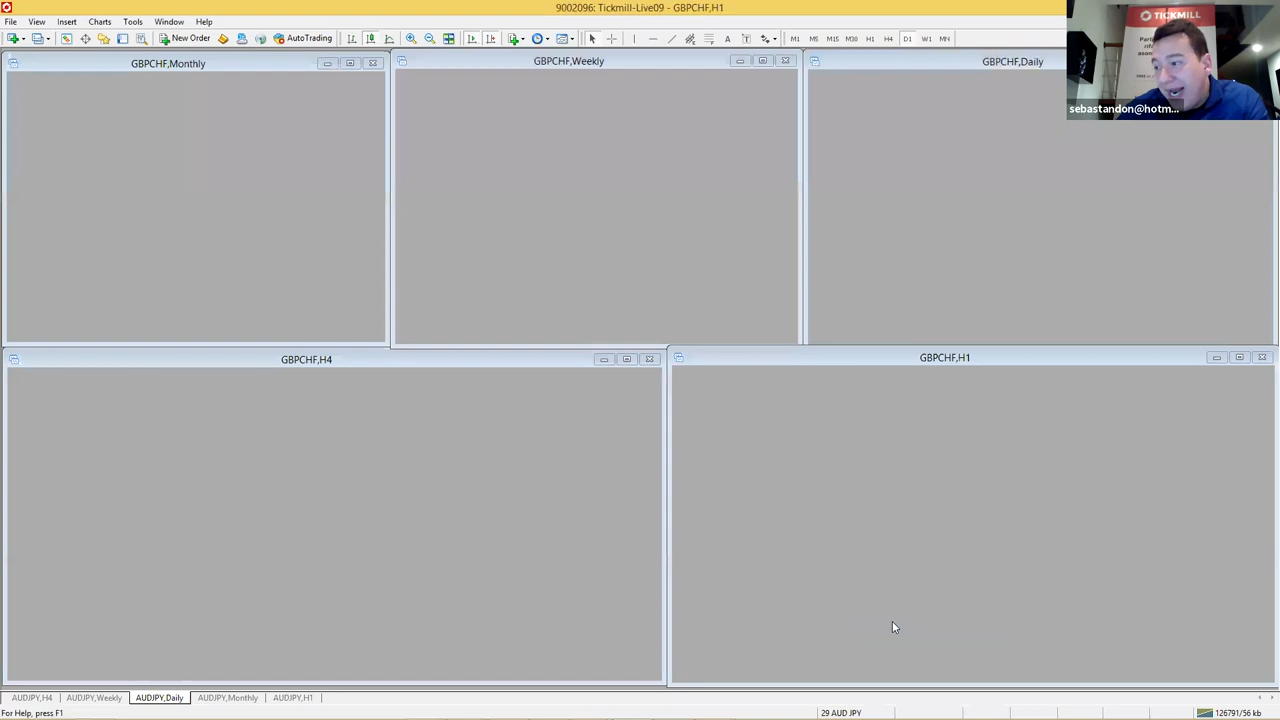 9002096: Tickmill-Live09 - GBPCHF,H1
File View Insert Charts Tools Window Help
New Order AutoTrading A T M1 M5 M15 M30 H1 H4 D1 W1 MN
TICKMILL
sebastandon@hotm...
GBPCHF,Monthly
GBPCHF,Weekly
GBPCHF,Daily
GBPCHF,H4
GBPCHF,H1
AUDJPY,H4 AUDJPY,Weekly AUDJPY,Daily AUDJPY,Monthly AUDJPY,H1
For Help, press F1 29 AUD JPY 126791/56 kb